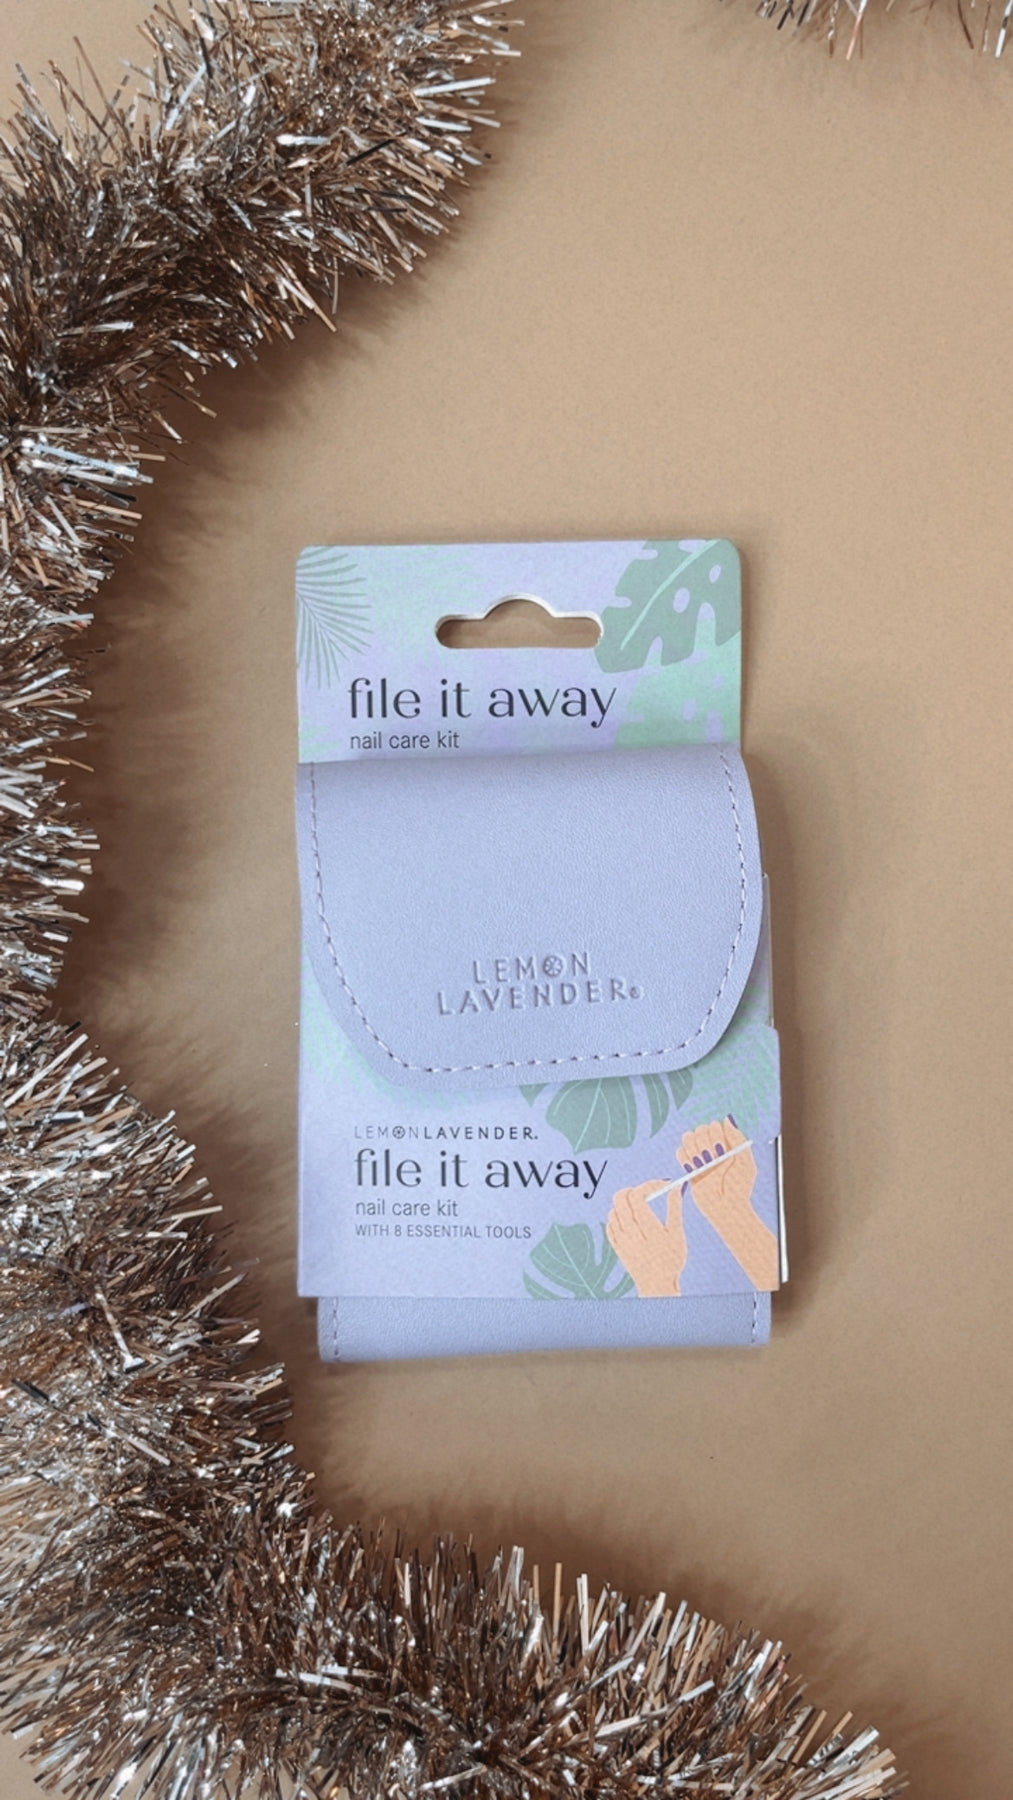 file it away
nail care kit
LEMON
LAVENDER®
LEMONLAVENDER.
file it away
nail care kit
WITH 8 ESSENTIAL TOOLS